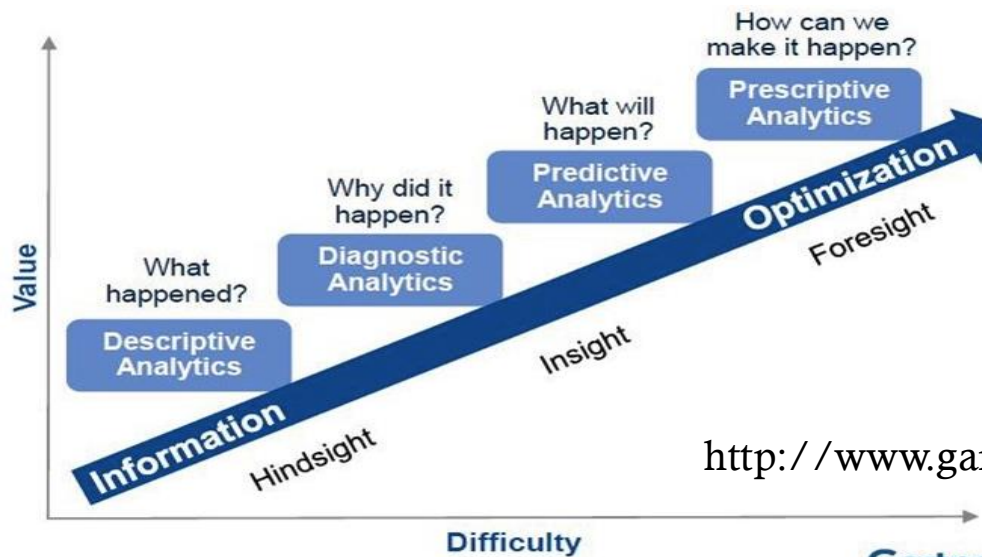 How can we
make it happen?
Prescriptive
Analytics
What will
happen?
Predictive
Analytics
Why did it
happen?
Diagnostic
Analytics
What
happened?
Descriptive
Analytics
Value
Information
Optimization
Hindsight
Insight
Foresight
Difficulty